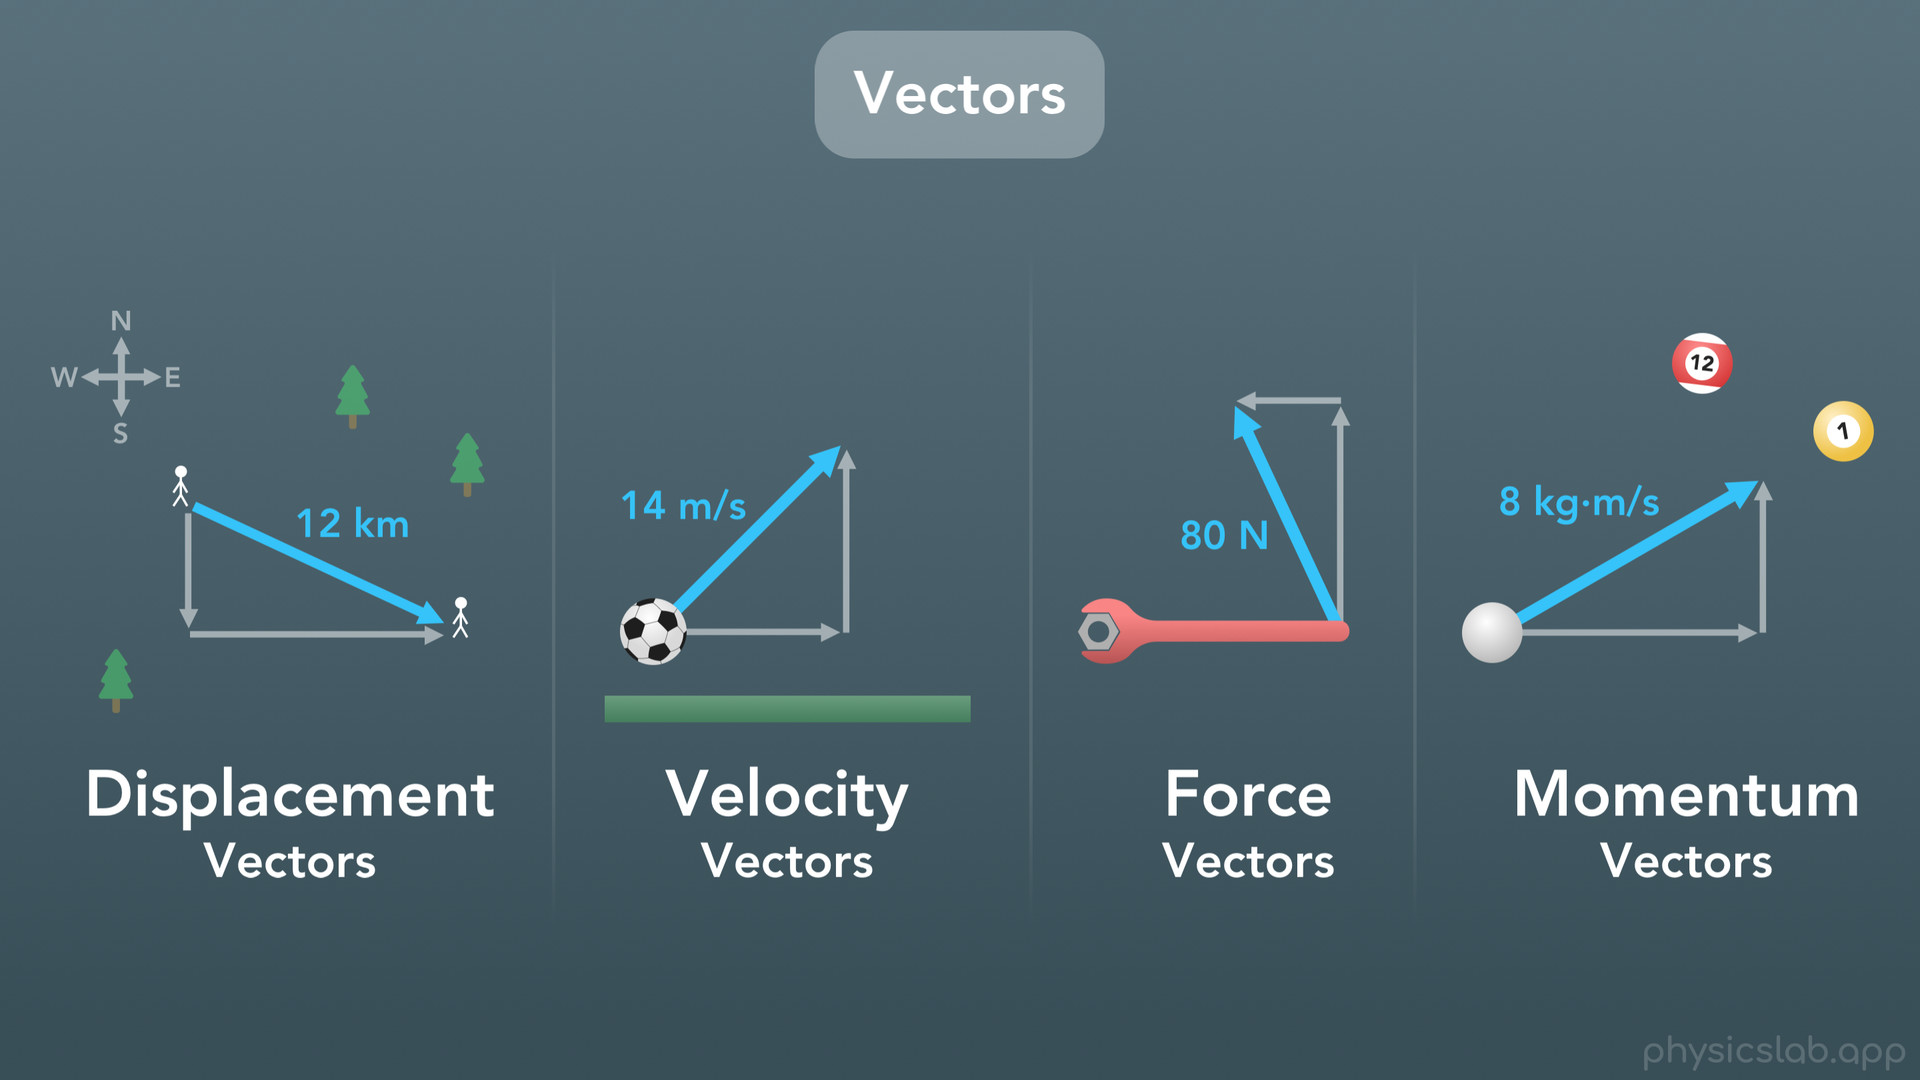 Vectors
N
W E
S
12 km
14 m/s
80 N
8 kg·m/s
12
1
Displacement
Vectors
Velocity
Vectors
Force
Vectors
Momentum
Vectors
physicslab.app